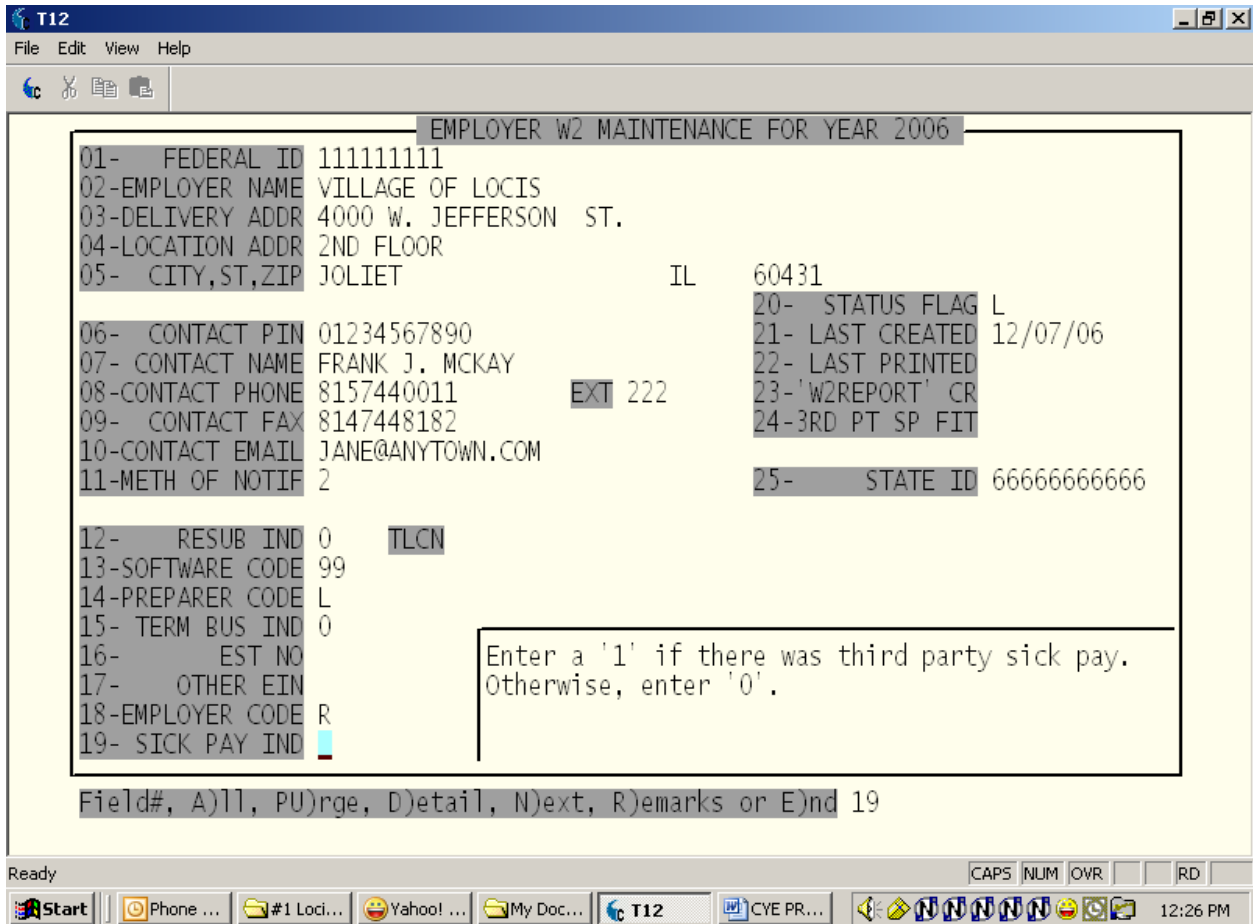 T12
File Edit View Help
EMPLOYER W2 MAINTENANCE FOR YEAR 2006
01- FEDERAL ID 111111111
02-EMPLOYER NAME VILLAGE OF LOCIS
03-DELIVERY ADDR 4000 W. JEFFERSON ST.
04-LOCATION ADDR 2ND FLOOR
05- CITY,ST,ZIP JOLIET IL 60431
20- STATUS FLAG L
06- CONTACT PIN 01234567890 21- LAST CREATED 12/07/06
07- CONTACT NAME FRANK J. MCKAY 22- LAST PRINTED
08-CONTACT PHONE 8157440011 EXT 222 23-'W2REPORT' CR
09- CONTACT FAX 8147448182 24-3RD PT SP FIT
10-CONTACT EMAIL JANE@ANYTOWN.COM
11-METH OF NOTIF 2 25- STATE ID 66666666666
12- RESUB IND 0 TLCN
13-SOFTWARE CODE 99
14-PREPARER CODE L
15- TERM BUS IND 0
16- EST NO Enter a '1' if there was third party sick pay.
17- OTHER EIN Otherwise, enter '0'.
18-EMPLOYER CODE R
19- SICK PAY IND
Field#, A)ll, PU)rge, D)etail, N)ext, R)emarks or E)nd 19
Ready CAPS NUM OVR RD
Start Phone ... #1 Loci... Yahoo! ... My Doc... T12 CYE PR... 12:26 PM